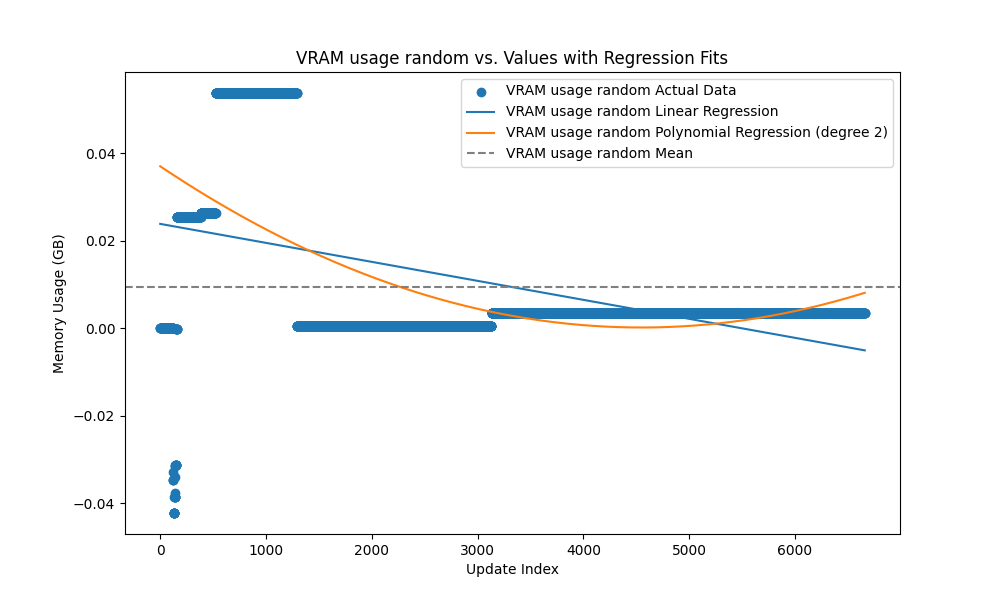 VRAM usage random vs. Values with Regression Fits
VRAM usage random Actual Data
VRAM usage random Linear Regression
VRAM usage random Polynomial Regression (degree 2)
VRAM usage random Mean
Memory Usage (GB)
0.04
0.02
0.00
−0.02
−0.04
0 1000 2000 3000 4000 5000 6000
Update Index